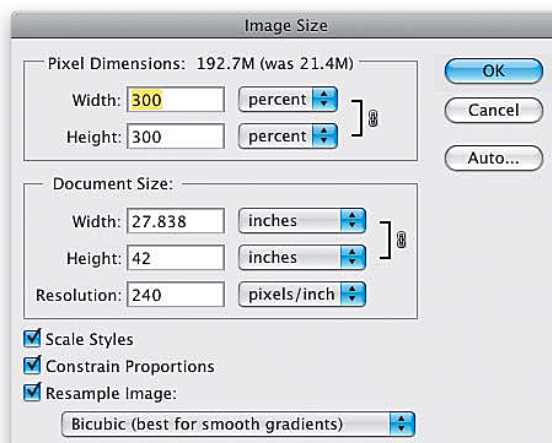 Image Size
Pixel Dimensions: 192.7M (was 21.4M)
Width: 300 percent
Height: 300 percent
OK
Cancel
Auto...
Document Size:
Width: 27.838 inches
Height: 42 inches
Resolution: 240 pixels/inch
Scale Styles
Constrain Proportions
Resample Image:
Bicubic (best for smooth gradients)